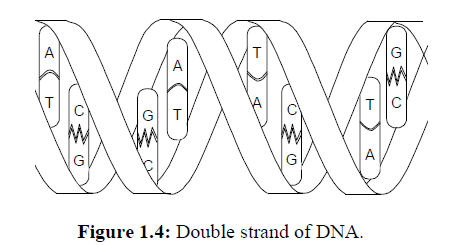 A T
C G
G C
A T
T A
C G
T A
G C
Figure 1.4: Double strand of DNA.